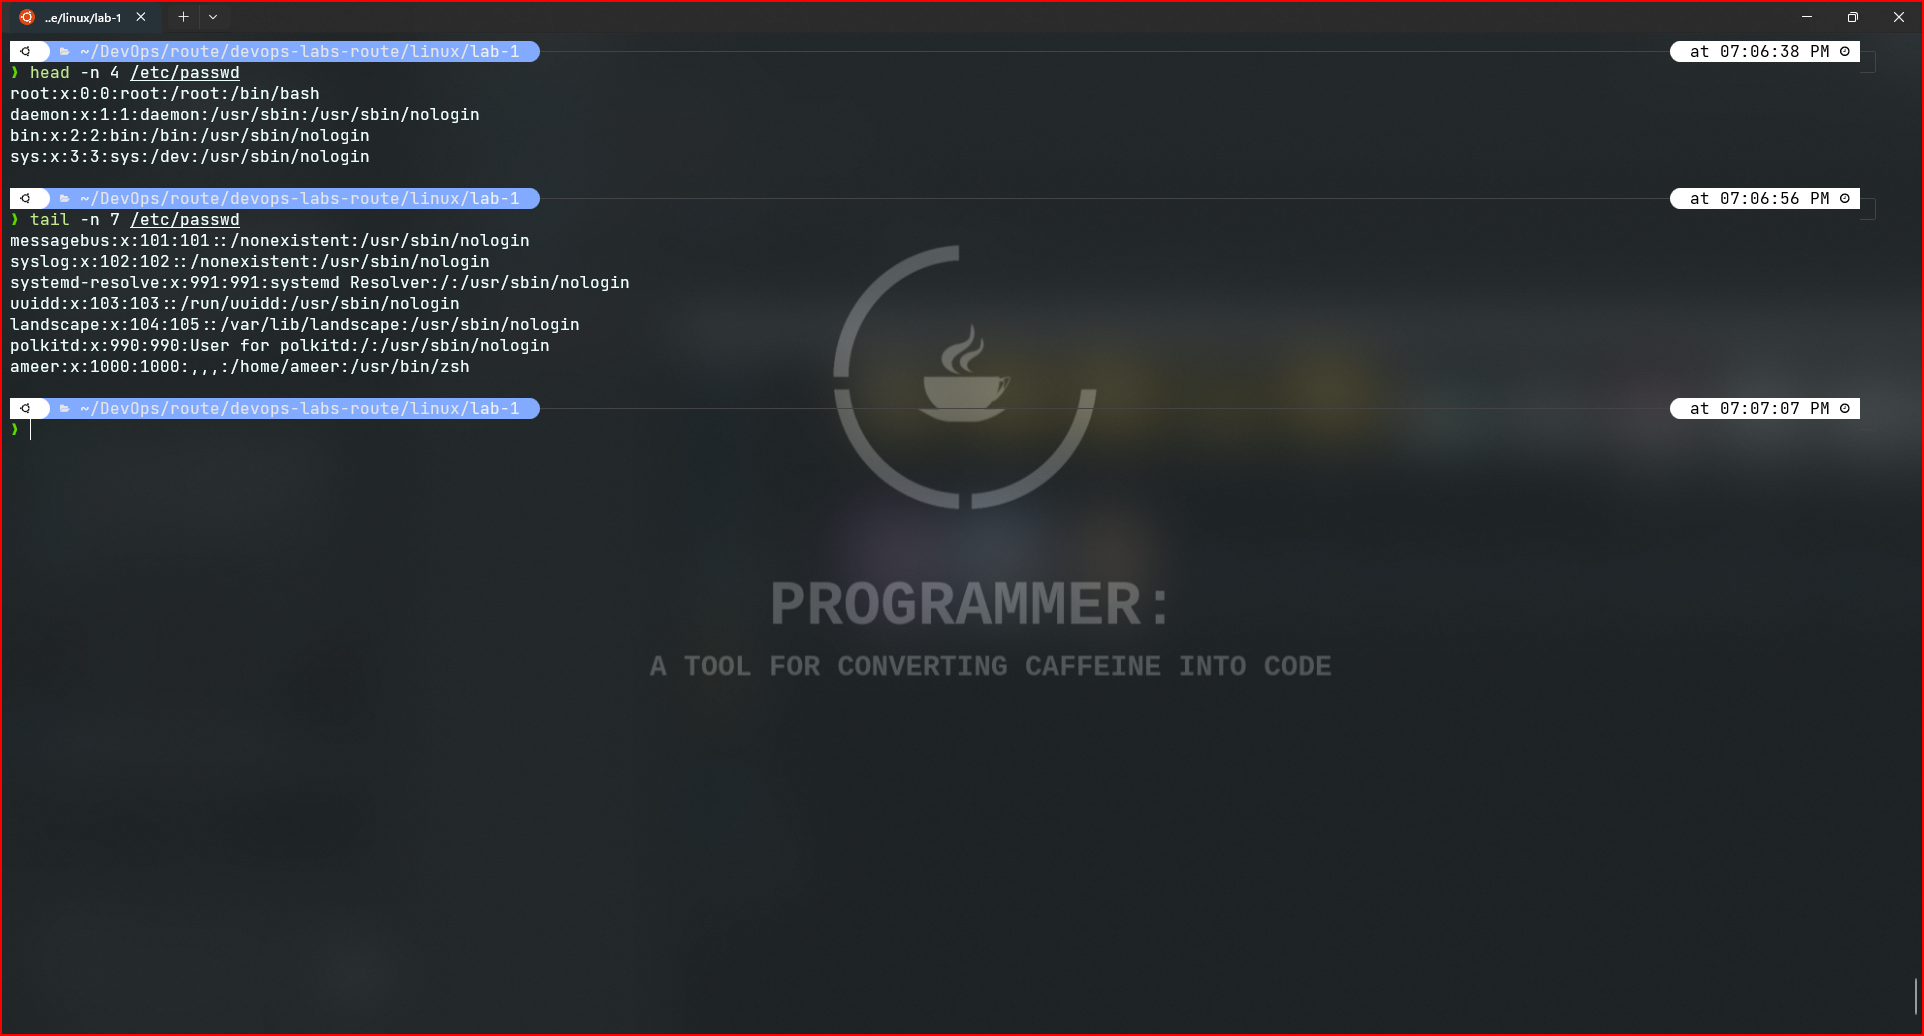 ..e/linux/lab-1
~/DevOps/route/devops-labs-route/linux/lab-1 at 07:06:38 PM
❯ head -n 4 /etc/passwd
root:x:0:0:root:/root:/bin/bash
daemon:x:1:1:daemon:/usr/sbin:/usr/sbin/nologin
bin:x:2:2:bin:/bin:/usr/sbin/nologin
sys:x:3:3:sys:/dev:/usr/sbin/nologin
~/DevOps/route/devops-labs-route/linux/lab-1 at 07:06:56 PM
❯ tail -n 7 /etc/passwd
messagebus:x:101:101::/nonexistent:/usr/sbin/nologin
syslog:x:102:102::/nonexistent:/usr/sbin/nologin
systemd-resolve:x:991:991:systemd Resolver:/:/usr/sbin/nologin
uuidd:x:103:103::/run/uuidd:/usr/sbin/nologin
landscape:x:104:105::/var/lib/landscape:/usr/sbin/nologin
polkitd:x:990:990:User for polkitd:/:/usr/sbin/nologin
ameer:x:1000:1000:,,,:/home/ameer:/usr/bin/zsh
~/DevOps/route/devops-labs-route/linux/lab-1 at 07:07:07 PM
❯
PROGRAMMER:
A TOOL FOR CONVERTING CAFFEINE INTO CODE